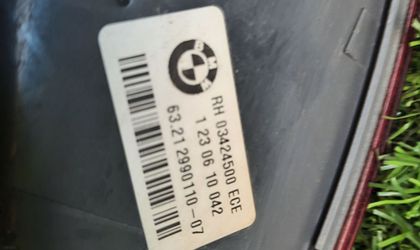 BMW
RH 03424500 ECE
1 23 06 10 042
63.21 2990110-07